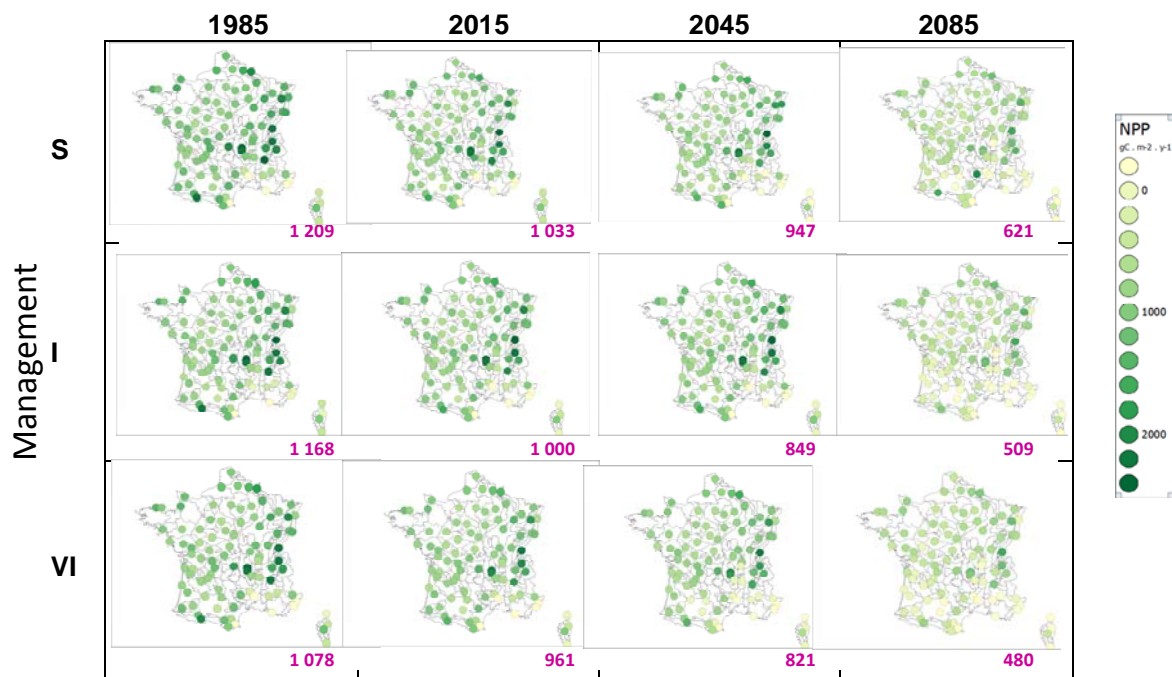 1985 2015 2045 2085
S
1 209 1 033 947 621
Management
I
1 168 1 000 849 509
VI
1 078 961 821 480
NPP
gC . m-2 . y-1
0
1000
2000